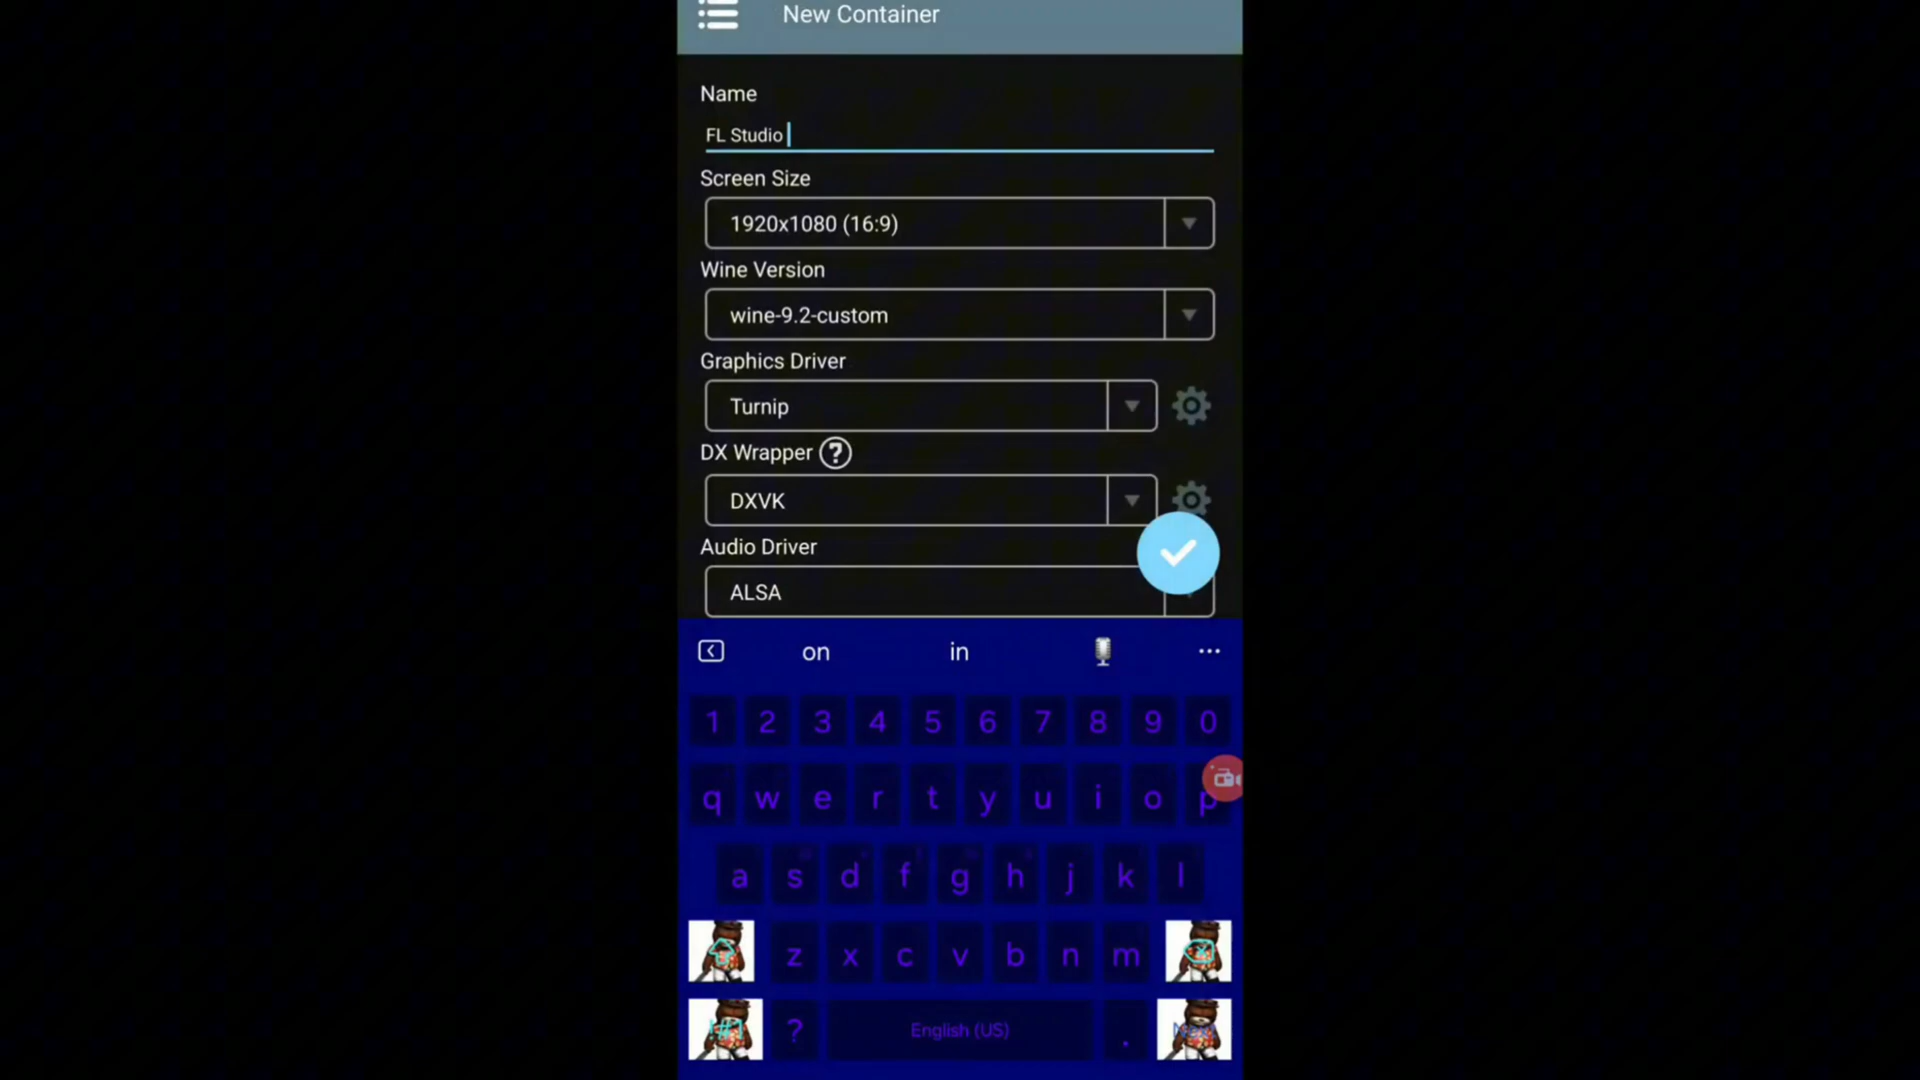 New Container
Name
FL Studio
Screen Size
1920x1080 (16:9)
Wine Version
wine-9.2-custom
Graphics Driver
Turnip
DX Wrapper ?
DXVK
Audio Driver
ALSA
on in ...
1 2 3 4 5 6 7 8 9 0
q w e r t y u i o p
a s d f g h j k l
z x c v b n m
!#1 ? English (US) .